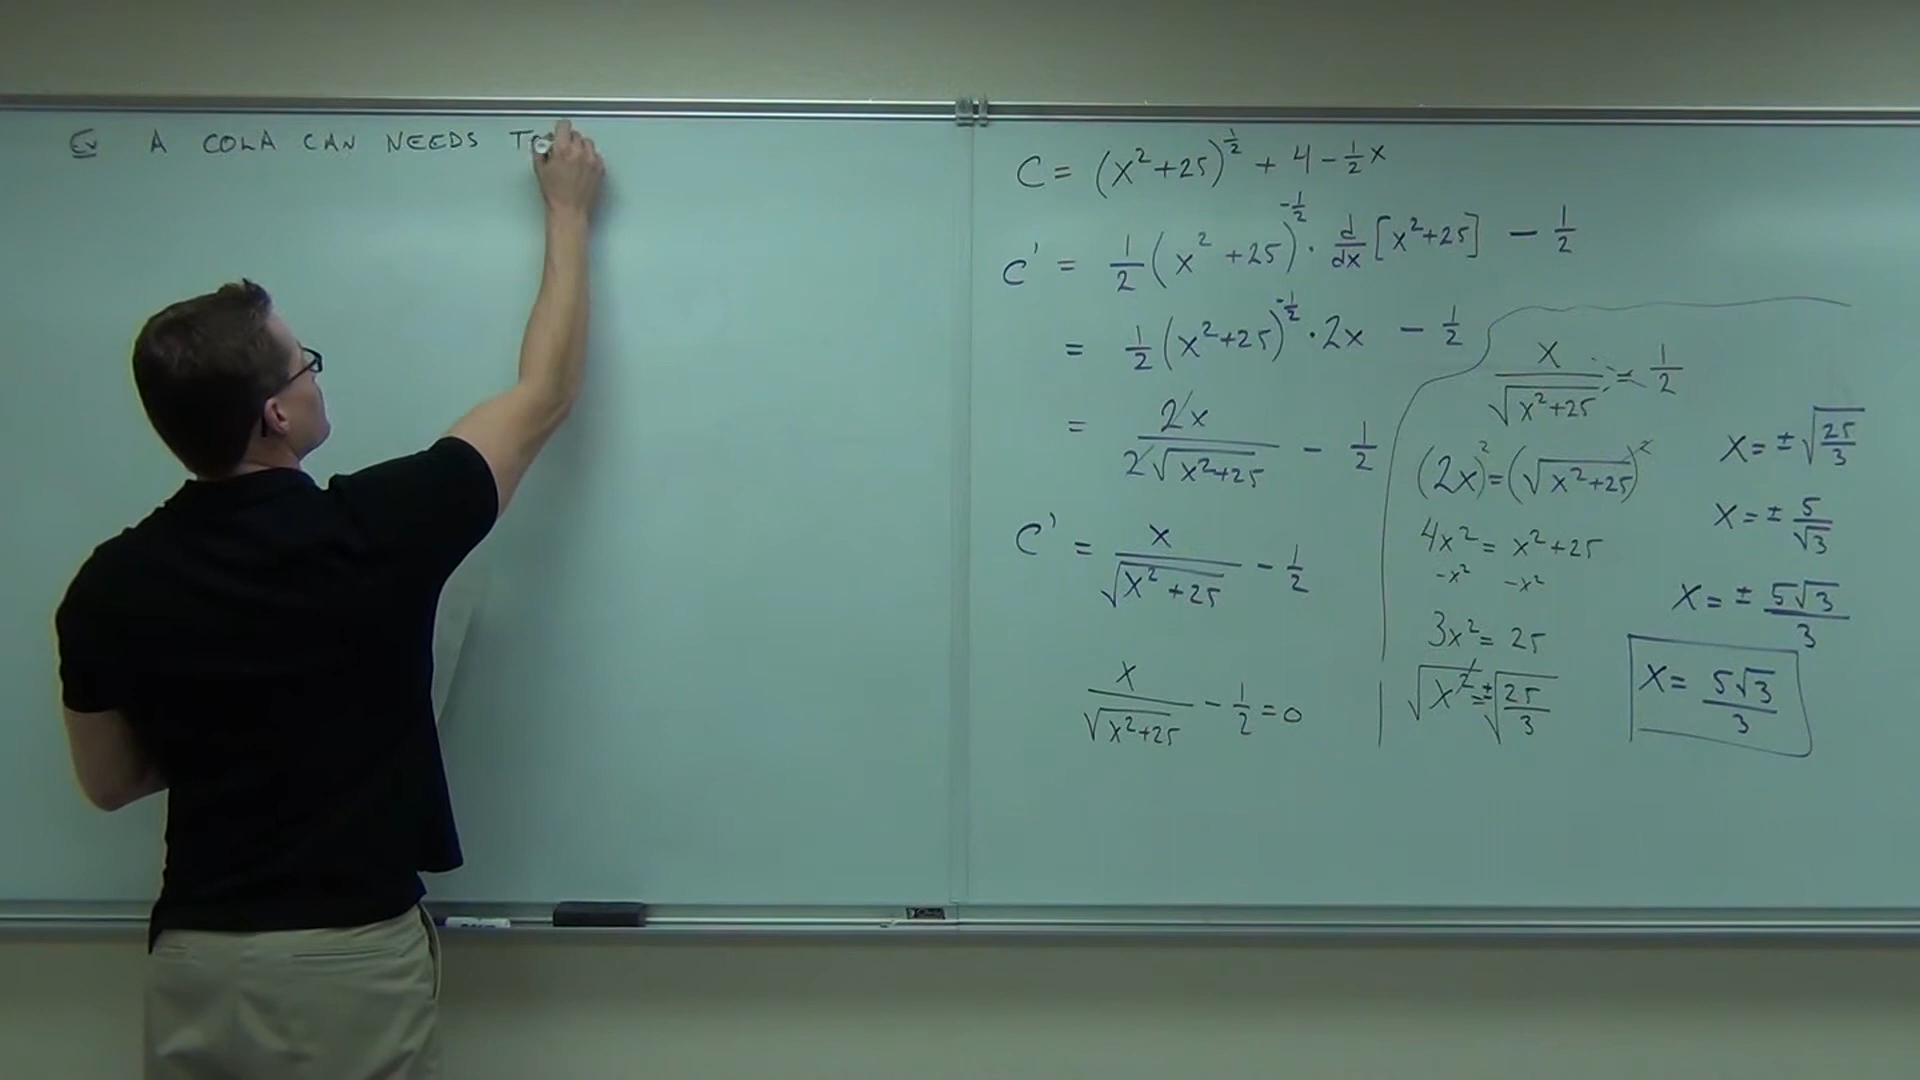 Ex A COLA CAN NEEDS TO
C = (x²+25)^{1/2} + 4 - 1/2 x
C' = 1/2 (x² + 25)^{-1/2} · d/dx [x²+25] - 1/2
= 1/2 (x²+25)^{-1/2} · 2x - 1/2
= 2x / 2√(x²+25) - 1/2
C' = x / √(x²+25) - 1/2
x / √(x²+25) - 1/2 = 0
x / √(x²+25) = 1/2
(2x)² = (√(x²+25))²
4x² = x²+25
-x² -x²
3x² = 25
√x² = ±√(25/3)
x = ±√(25/3)
x = ± 5/√3
x = ± 5√3/3
x = 5√3/3